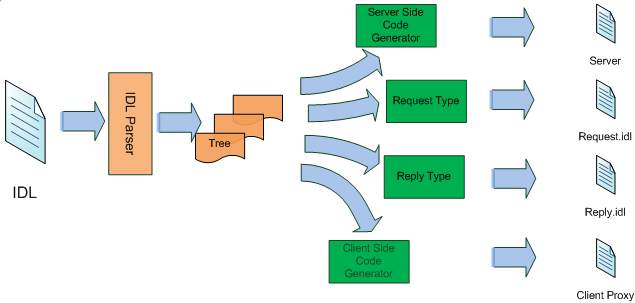 Server Side
Code
Generator
Server
IDL Parser
Request Type
Request.idl
Tree
IDL
Reply Type
Reply.idl
Client Side
Code
Generator
Client Proxy